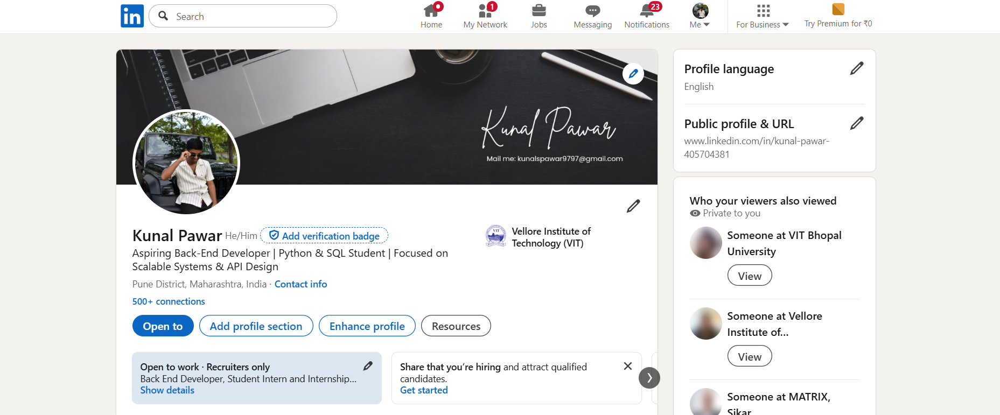 in
Search
Home
1
My Network
Jobs
Messaging
23
Notifications
Me
For Business
Try Premium for ₹0
Kunal Pawar
Mail me: kunalspawar9797@gmail.com
Kunal Pawar He/Him Add verification badge
Aspiring Back-End Developer | Python & SQL Student | Focused on
Scalable Systems & API Design
Pune District, Maharashtra, India · Contact info
500+ connections
VIT
Vellore Institute of
Technology (VIT)
Open to
Add profile section
Enhance profile
Resources
Open to work · Recruiters only
Back End Developer, Student Intern and Internship...
Show details
Share that you’re hiring and attract qualified
candidates.
Get started
Profile language
English
Public profile & URL
www.linkedin.com/in/kunal-pawar-
405704381
Who your viewers also viewed
Private to you
Someone at VIT Bhopal
University
View
Someone at Vellore
Institute of...
View
Someone at MATRIX,
Sikar